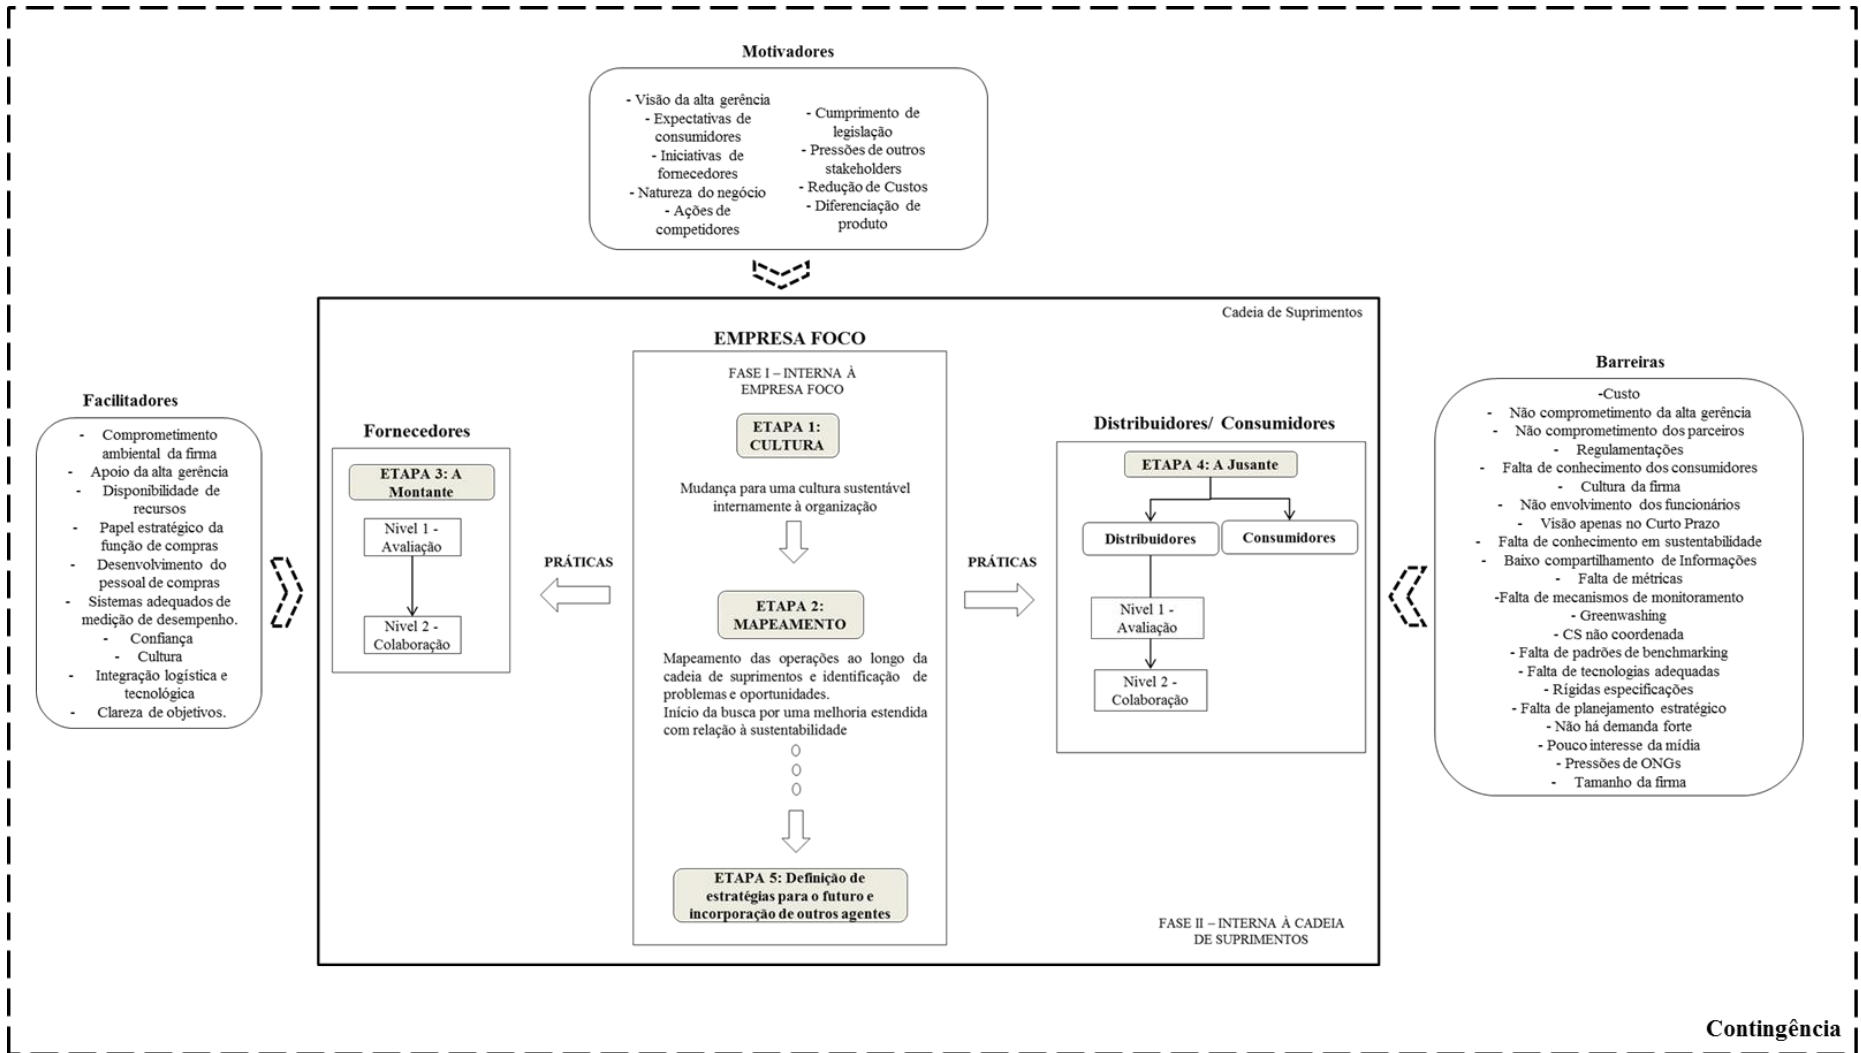 Motivadores
- Visão da alta gerência
- Expectativas de
consumidores
- Iniciativas de
fornecedores
- Natureza do negócio
- Ações de
competidores
- Cumprimento de
legislação
- Pressões de outros
stakeholders
- Redução de Custos
- Diferenciação de
produto
Facilitadores
- Comprometimento
ambiental da firma
- Apoio da alta gerência
- Disponibilidade de
recursos
- Papel estratégico da
função de compras
- Desenvolvimento do
pessoal de compras
- Sistemas adequados de
medição de desempenho.
- Confiança
- Cultura
- Integração logística e
tecnológica
- Clareza de objetivos.
Cadeia de Suprimentos
Fornecedores
ETAPA 3: A
Montante
Nivel 1 -
Avaliação
Nivel 2 -
Colaboração
PRÁTICAS
EMPRESA FOCO
FASE I – INTERNA À
EMPRESA FOCO
ETAPA 1:
CULTURA
Mudança para uma cultura sustentável
internamente à organização
ETAPA 2:
MAPEAMENTO
Mapeamento das operações ao longo da
cadeia de suprimentos e identificação de
problemas e oportunidades.
Início da busca por uma melhoria estendida
com relação à sustentabilidade
ETAPA 5: Definição de
estratégias para o futuro e
incorporação de outros agentes
PRÁTICAS
Distribuidores/ Consumidores
ETAPA 4: A Jusante
Distribuidores
Consumidores
Nivel 1 -
Avaliação
Nivel 2 -
Colaboração
FASE II – INTERNA À CADEIA
DE SUPRIMENTOS
Barreiras
-Custo
- Não comprometimento da alta gerência
- Não comprometimento dos parceiros
- Regulamentações
- Falta de conhecimento dos consumidores
- Cultura da firma
- Não envolvimento dos funcionários
- Visão apenas no Curto Prazo
- Falta de conhecimento em sustentabilidade
- Baixo compartilhamento de Informações
- Falta de métricas
-Falta de mecanismos de monitoramento
- Greenwashing
- CS não coordenada
- Falta de padrões de benchmarking
- Falta de tecnologias adequadas
- Rígidas especificações
- Falta de planejamento estratégico
- Não há demanda forte
- Pouco interesse da mídia
- Pressões de ONGs
- Tamanho da firma
Contingência